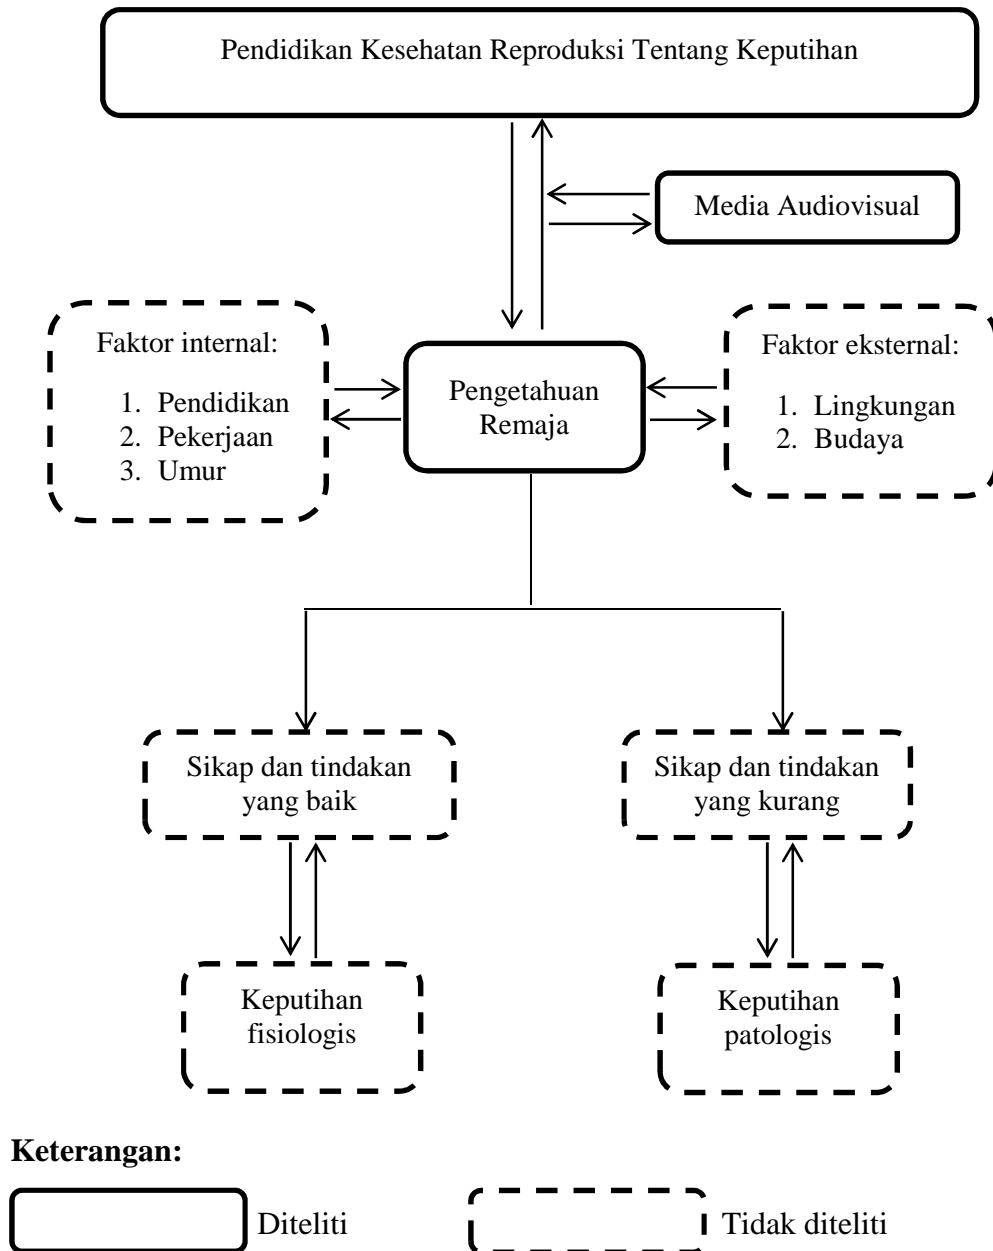 Pendidikan Kesehatan Reproduksi Tentang Keputihan
Media Audiovisual
Faktor internal:
1. Pendidikan
2. Pekerjaan
3. Umur
Pengetahuan
Remaja
Faktor eksternal:
1. Lingkungan
2. Budaya
Sikap dan tindakan
yang baik
Sikap dan tindakan
yang kurang
Keputihan
fisiologis
Keputihan
patologis
Keterangan:
Diteliti
Tidak diteliti